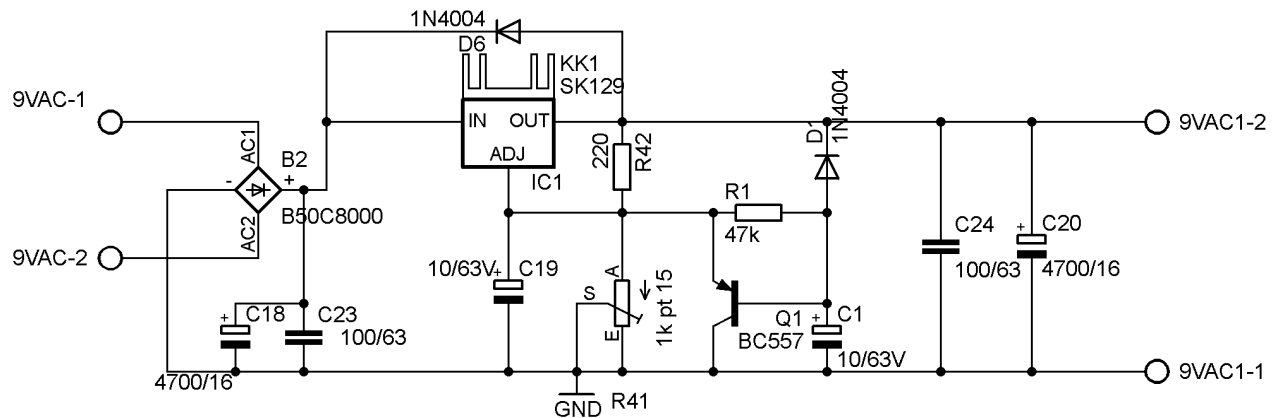 1N4004
D6
KK1
SK129
9VAC-1
AC1
IN
OUT
ADJ
IC1
220
R42
D1
1N4004
9VAC1-2
B2
-
+
B50C8000
AC2
9VAC-2
R1
47k
10/63V
+
C19
A
S
E
1k pt 15
C24
100/63
+
C20
4700/16
+
C18
4700/16
C23
100/63
Q1
BC557
+
C1
10/63V
9VAC1-1
GND
R41